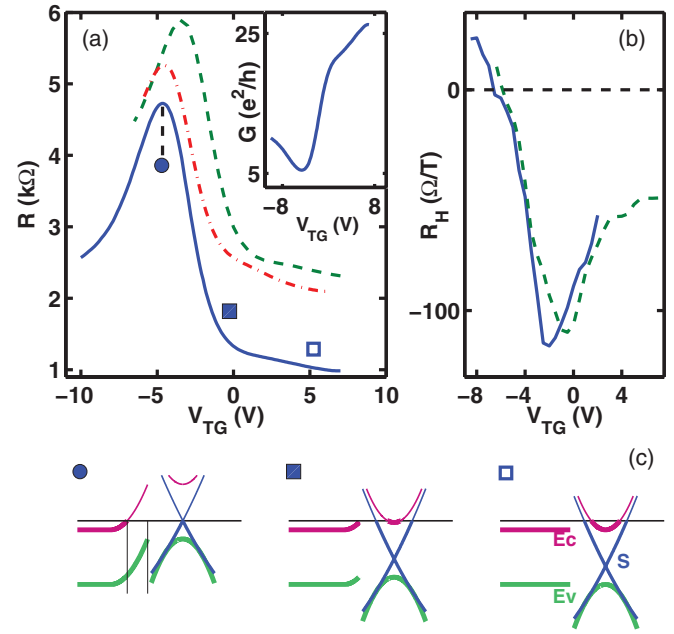 (a)
R (kΩ)
6
5
4
3
2
1
−10
−5
0
5
10
V_TG (V)
G (e²/h)
25
5
−8
8
V_TG (V)
(b)
R_H (Ω/T)
0
−100
−8
−4
0
4
V_TG (V)
(c)
Ec
S
Ev